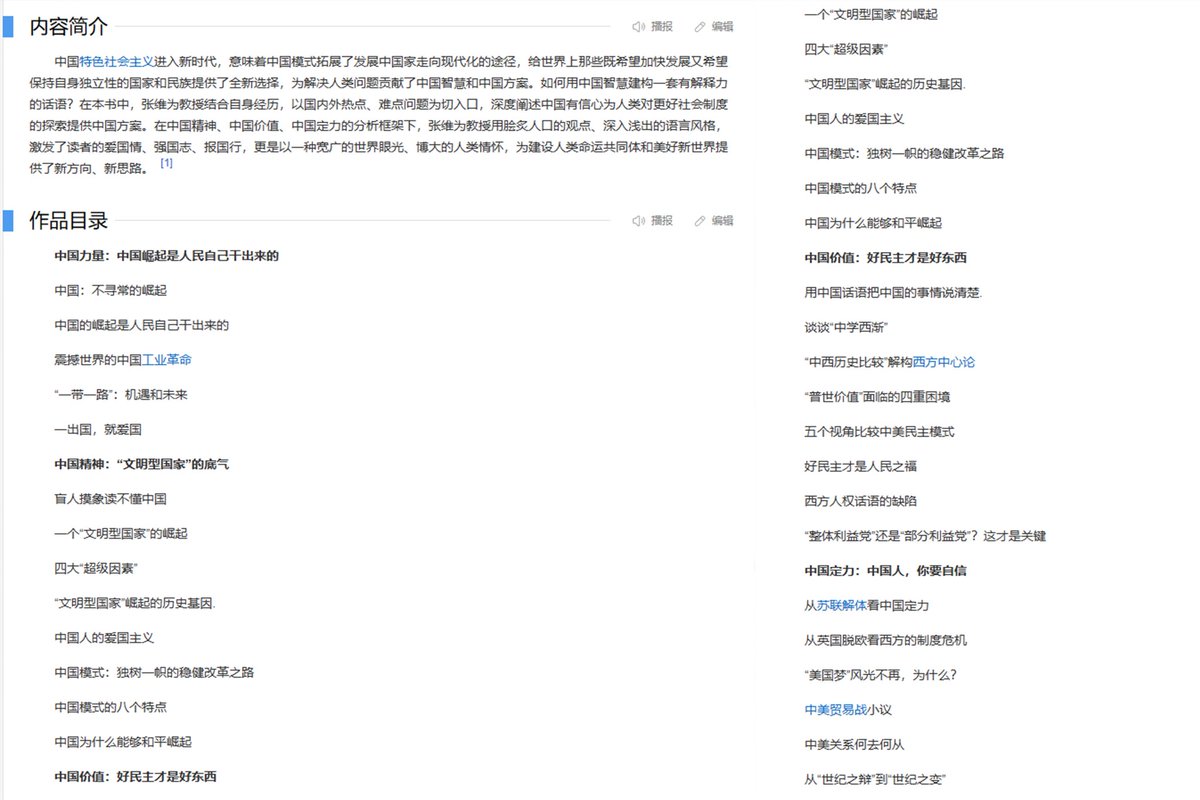 内容简介
播报 编辑
中国特色社会主义进入新时代，意味着中国模式拓展了发展中国家走向现代化的途径，给世界上那些既希望加快发展又希望
保持自身独立性的国家和民族提供了全新选择，为解决人类问题贡献了中国智慧和中国方案。如何用中国智慧建构一套有解释力
的话语？在本书中，张维为教授结合自身经历，以国内外热点、难点问题为切入口，深度阐述中国有信心为人类对更好社会制度
的探索提供中国方案。在中国精神、中国价值、中国定力的分析框架下，张维为教授用脍炙人口的观点、深入浅出的语言风格，
激发了读者的爱国情、强国志、报国行，更是以一种宽广的世界眼光、博大的人类情怀，为建设人类命运共同体和美好新世界提
供了新方向、新思路。 [1]
作品目录
播报 编辑
中国力量：中国崛起是人民自己干出来的
中国：不寻常的崛起
中国的崛起是人民自己干出来的
震撼世界的中国工业革命
“一带一路”：机遇和未来
一出国，就爱国
中国精神：“文明型国家”的底气
盲人摸象读不懂中国
一个“文明型国家”的崛起
四大“超级因素”
“文明型国家”崛起的历史基因.
中国人的爱国主义
中国模式：独树一帜的稳健改革之路
中国模式的八个特点
中国为什么能够和平崛起
中国价值：好民主才是好东西
一个“文明型国家”的崛起
四大“超级因素”
“文明型国家”崛起的历史基因.
中国人的爱国主义
中国模式：独树一帜的稳健改革之路
中国模式的八个特点
中国为什么能够和平崛起
中国价值：好民主才是好东西
用中国话语把中国的事情说清楚.
谈谈“中学西渐”
“中西历史比较”解构西方中心论
“普世价值”面临的四重困境
五个视角比较中美民主模式
好民主才是人民之福
西方人权话语的缺陷
“整体利益党”还是“部分利益党”？这才是关键
中国定力：中国人，你要自信
从苏联解体看中国定力
从英国脱欧看西方的制度危机
“美国梦”风光不再，为什么？
中美贸易战小议
中美关系何去何从
从“世纪之辩”到“世纪之变”